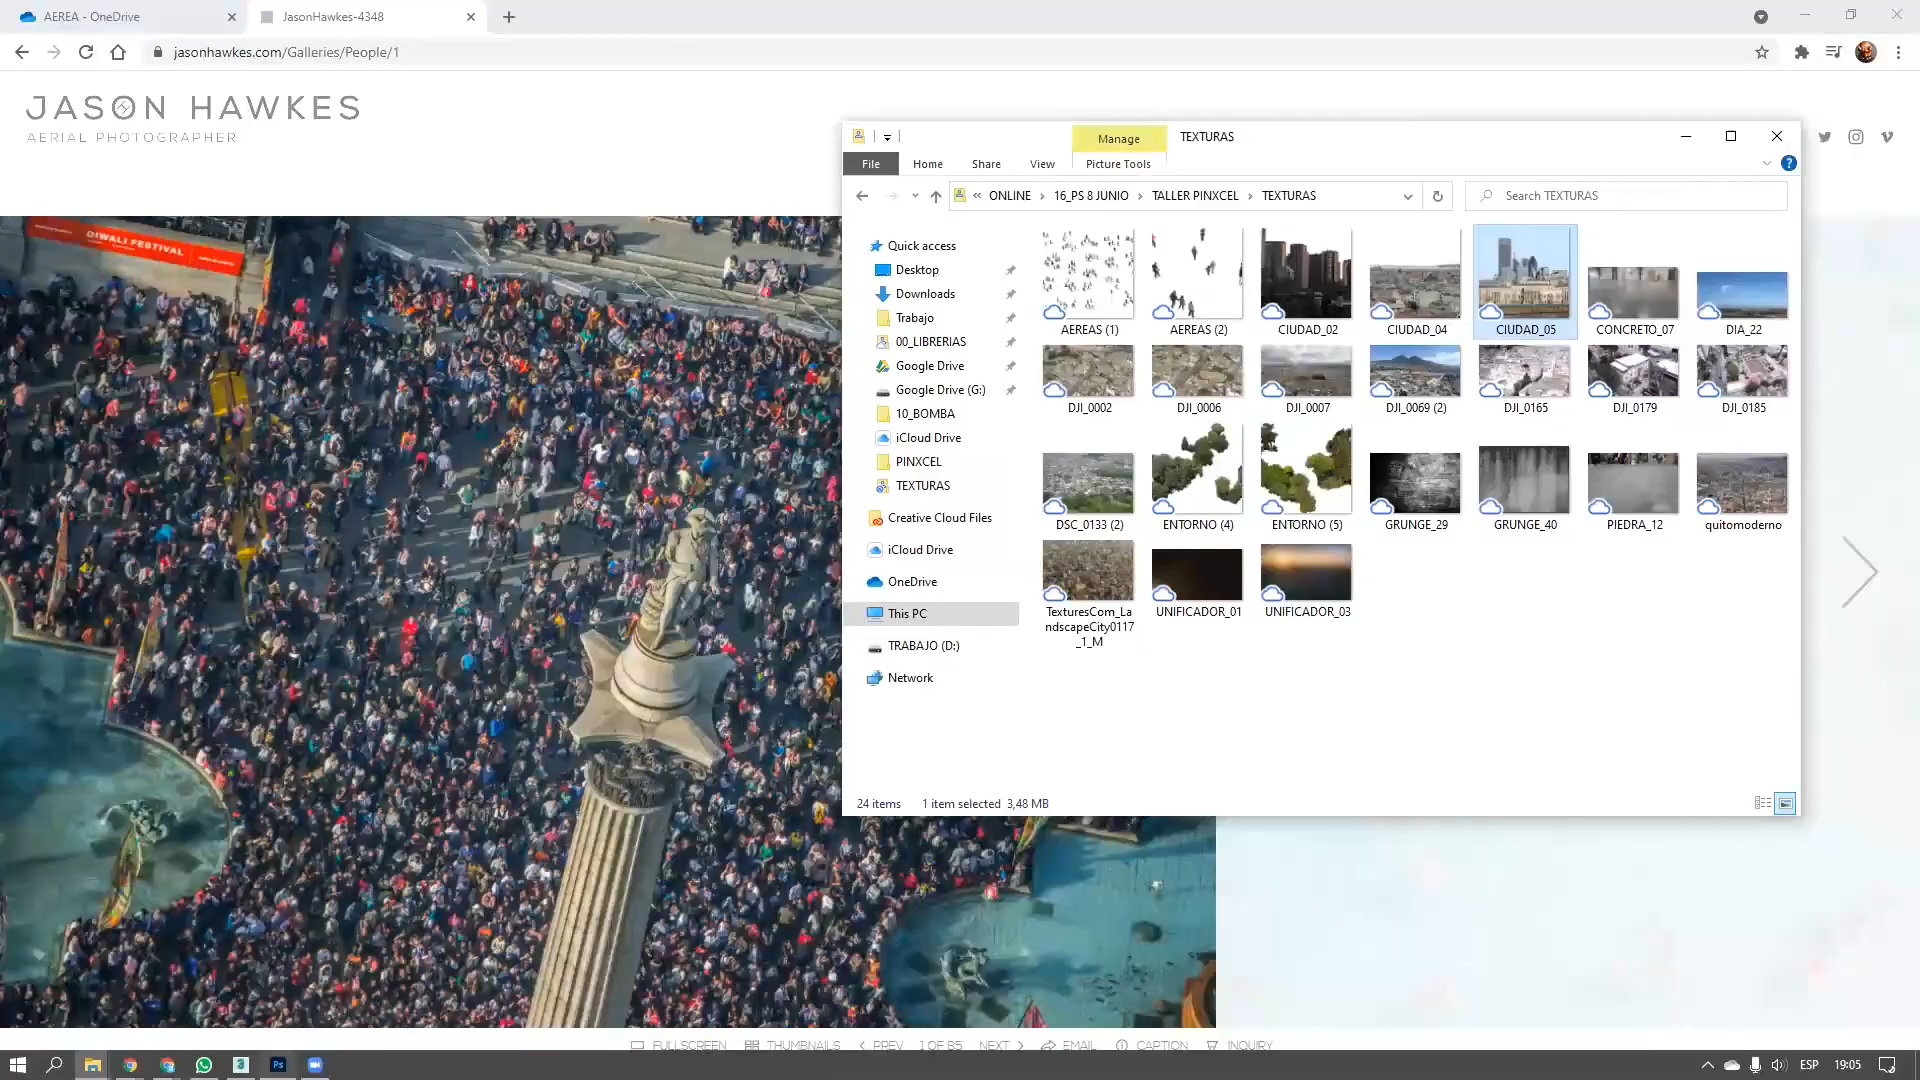 AEREA - OneDrive
JasonHawkes-4348
jasonhawkes.com/Galleries/People/1
JASON HAWKES
AERIAL PHOTOGRAPHER
DIWALI FESTIVAL
Manage
TEXTURAS
File
Home
Share
View
Picture Tools
« ONLINE > 16_PS 8 JUNIO > TALLER PINXCEL > TEXTURAS
Search TEXTURAS
Quick access
Desktop
Downloads
Trabajo
00_LIBRERIAS
Google Drive
Google Drive (G:)
10_BOMBA
iCloud Drive
PINXCEL
TEXTURAS
Creative Cloud Files
iCloud Drive
OneDrive
This PC
TRABAJO (D:)
Network
AEREAS (1)
AEREAS (2)
CIUDAD_02
CIUDAD_04
CIUDAD_05
CONCRETO_07
DIA_22
DJI_0002
DJI_0006
DJI_0007
DJI_0069 (2)
DJI_0165
DJI_0179
DJI_0185
DSC_0133 (2)
ENTORNO (4)
ENTORNO (5)
GRUNGE_29
GRUNGE_40
PIEDRA_12
quitomoderno
TexturesCom_La
ndscapeCity0117
_1_M
UNIFICADOR_01
UNIFICADOR_03
24 items
1 item selected 3,48 MB
FULLSCREEN
THUMBNAILS
PREV
1 OF 85
NEXT
EMAIL
CAPTION
INQUIRY
Ps
ESP
19:05